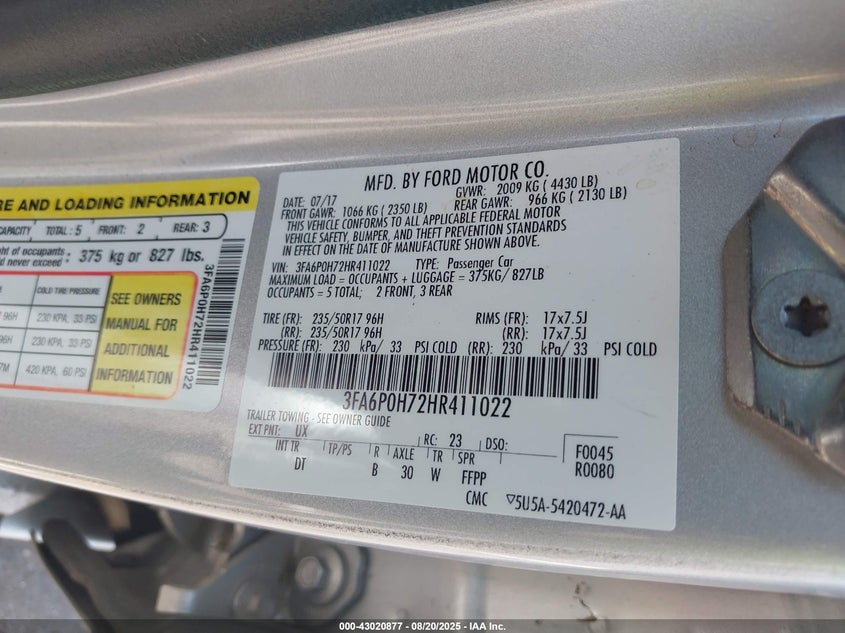 RE AND LOADING INFORMATION
CAPACITY TOTAL: 5 FRONT: 2 REAR: 3
ht of occupants
d never exceed 375 kg or 827 lbs.
COLD TIRE PRESSURE
96H 230 KPA, 33 PSI
96H 230 KPA, 33 PSI
7M 420 KPA, 60 PSI
SEE OWNERS
MANUAL FOR
ADDITIONAL
INFORMATION
3FA6P0H72HR411022
MFD. BY FORD MOTOR CO.
DATE: 07/17 GVWR: 2009 KG ( 4430 LB)
FRONT GAWR: 1066 KG ( 2350 LB) REAR GAWR: 966 KG ( 2130 LB)
THIS VEHICLE CONFORMS TO ALL APPLICABLE FEDERAL MOTOR
VEHICLE SAFETY, BUMPER, AND THEFT PREVENTION STANDARDS
IN EFFECT ON THE DATE OF MANUFACTURE SHOWN ABOVE.
VIN: 3FA6P0H72HR411022 TYPE: Passenger Car
MAXIMUM LOAD = OCCUPANTS + LUGGAGE = 375KG/ 827LB
OCCUPANTS = 5 TOTAL; 2 FRONT, 3 REAR
TIRE (FR): 235/50R17 96H RIMS (FR): 17x7.5J
(RR): 235/50R17 96H (RR): 17x7.5J
PRESSURE (FR): 230 kPa/ 33 PSI COLD (RR): 230 kPa/ 33 PSI COLD
3FA6P0H72HR411022
TRAILER TOWING - SEE OWNER GUIDE
EXT PNT: UX RC: 23 DSO: F0045
INT TR TP/PS R AXLE TR SPR R0080
DT B 30 W FFPP
CMC 5U5A-5420472-AA
000-43020877 - 08/20/2025 - IAA Inc.